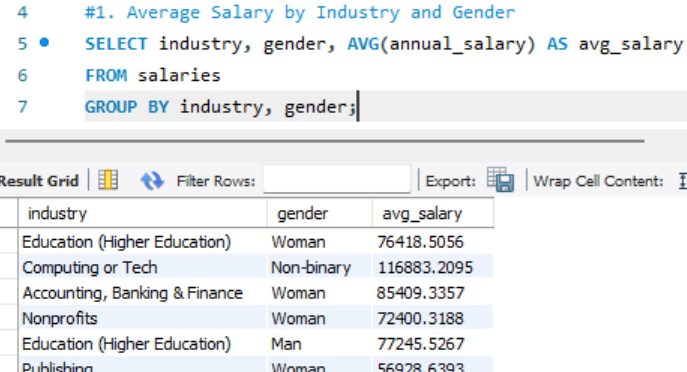 4 #1. Average Salary by Industry and Gender
5 SELECT industry, gender, AVG(annual_salary) AS avg_salary
6 FROM salaries
7 GROUP BY industry, gender;
Result Grid Filter Rows: Export: Wrap Cell Content:
industry gender avg_salary
Education (Higher Education) Woman 76418.5056
Computing or Tech Non-binary 116883.2095
Accounting, Banking & Finance Woman 85409.3357
Nonprofits Woman 72400.3188
Education (Higher Education) Man 77245.5267
Publishing Woman 56928.6393